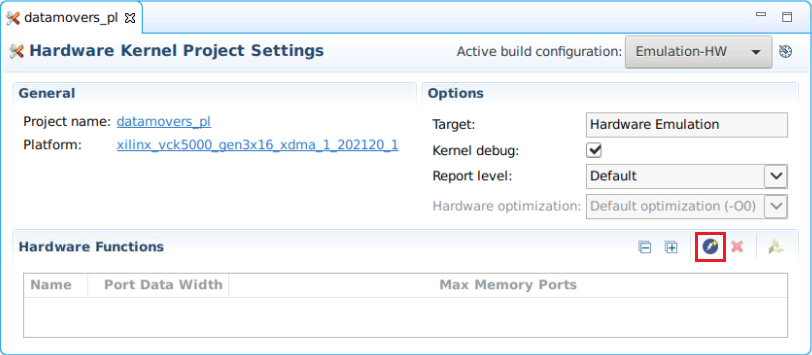 datamovers_pl
Hardware Kernel Project Settings
Active build configuration: Emulation-HW
General
Project name: datamovers_pl
Platform: xilinx_vck5000_gen3x16_xdma_1_202120_1
Options
Target: Hardware Emulation
Kernel debug:
Report level: Default
Hardware optimization: Default optimization (-O0)
Hardware Functions
Name Port Data Width Max Memory Ports